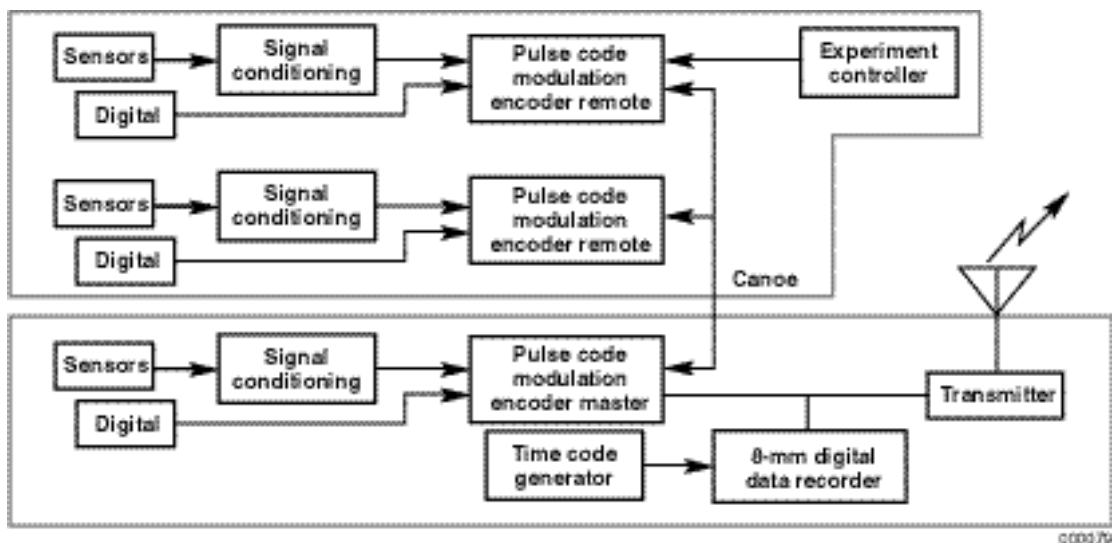 Sensors
Signal
conditioning
Pulse code
modulation
encoder remote
Experiment
controller
Digital
Sensors
Signal
conditioning
Pulse code
modulation
encoder remote
Digital
Canoe
Sensors
Signal
conditioning
Pulse code
modulation
encoder master
Transmitter
Digital
Time code
generator
8-mm digital
data recorder